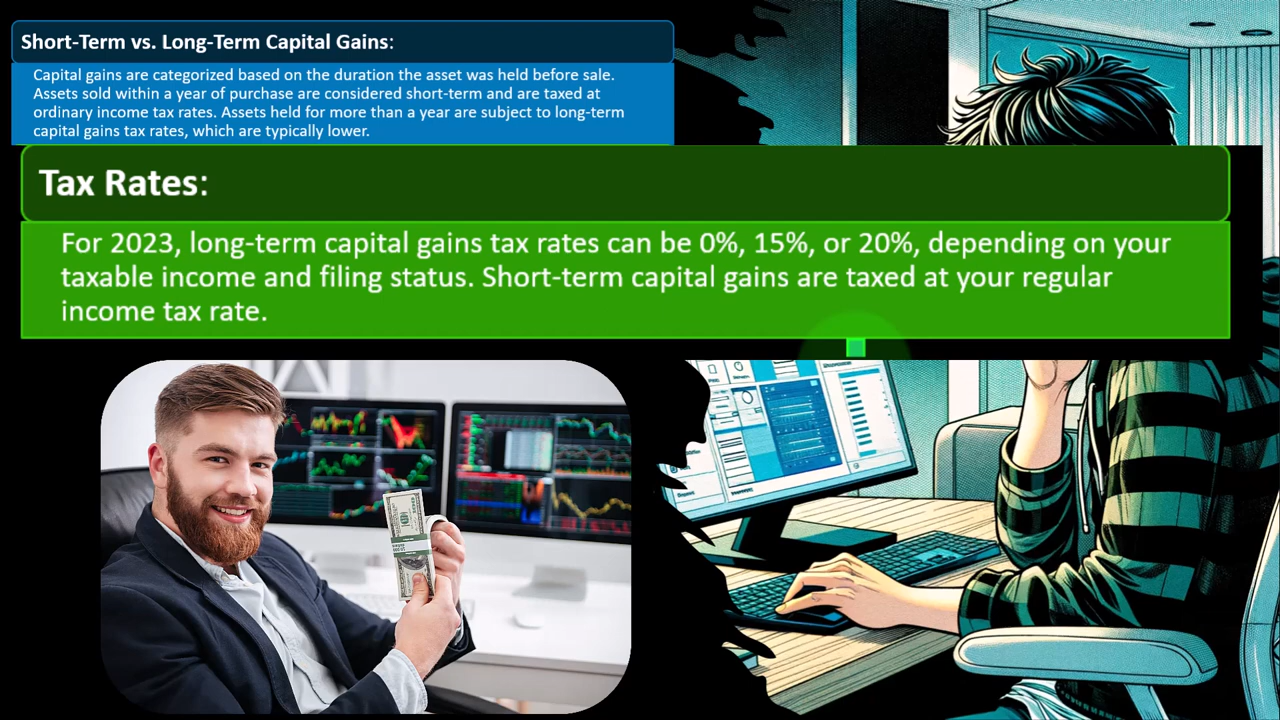 Short-Term vs. Long-Term Capital Gains:
Capital gains are categorized based on the duration the asset was held before sale.
Assets sold within a year of purchase are considered short-term and are taxed at
ordinary income tax rates. Assets held for more than a year are subject to long-term
capital gains tax rates, which are typically lower.
Tax Rates:
For 2023, long-term capital gains tax rates can be 0%, 15%, or 20%, depending on your
taxable income and filing status. Short-term capital gains are taxed at your regular
income tax rate.